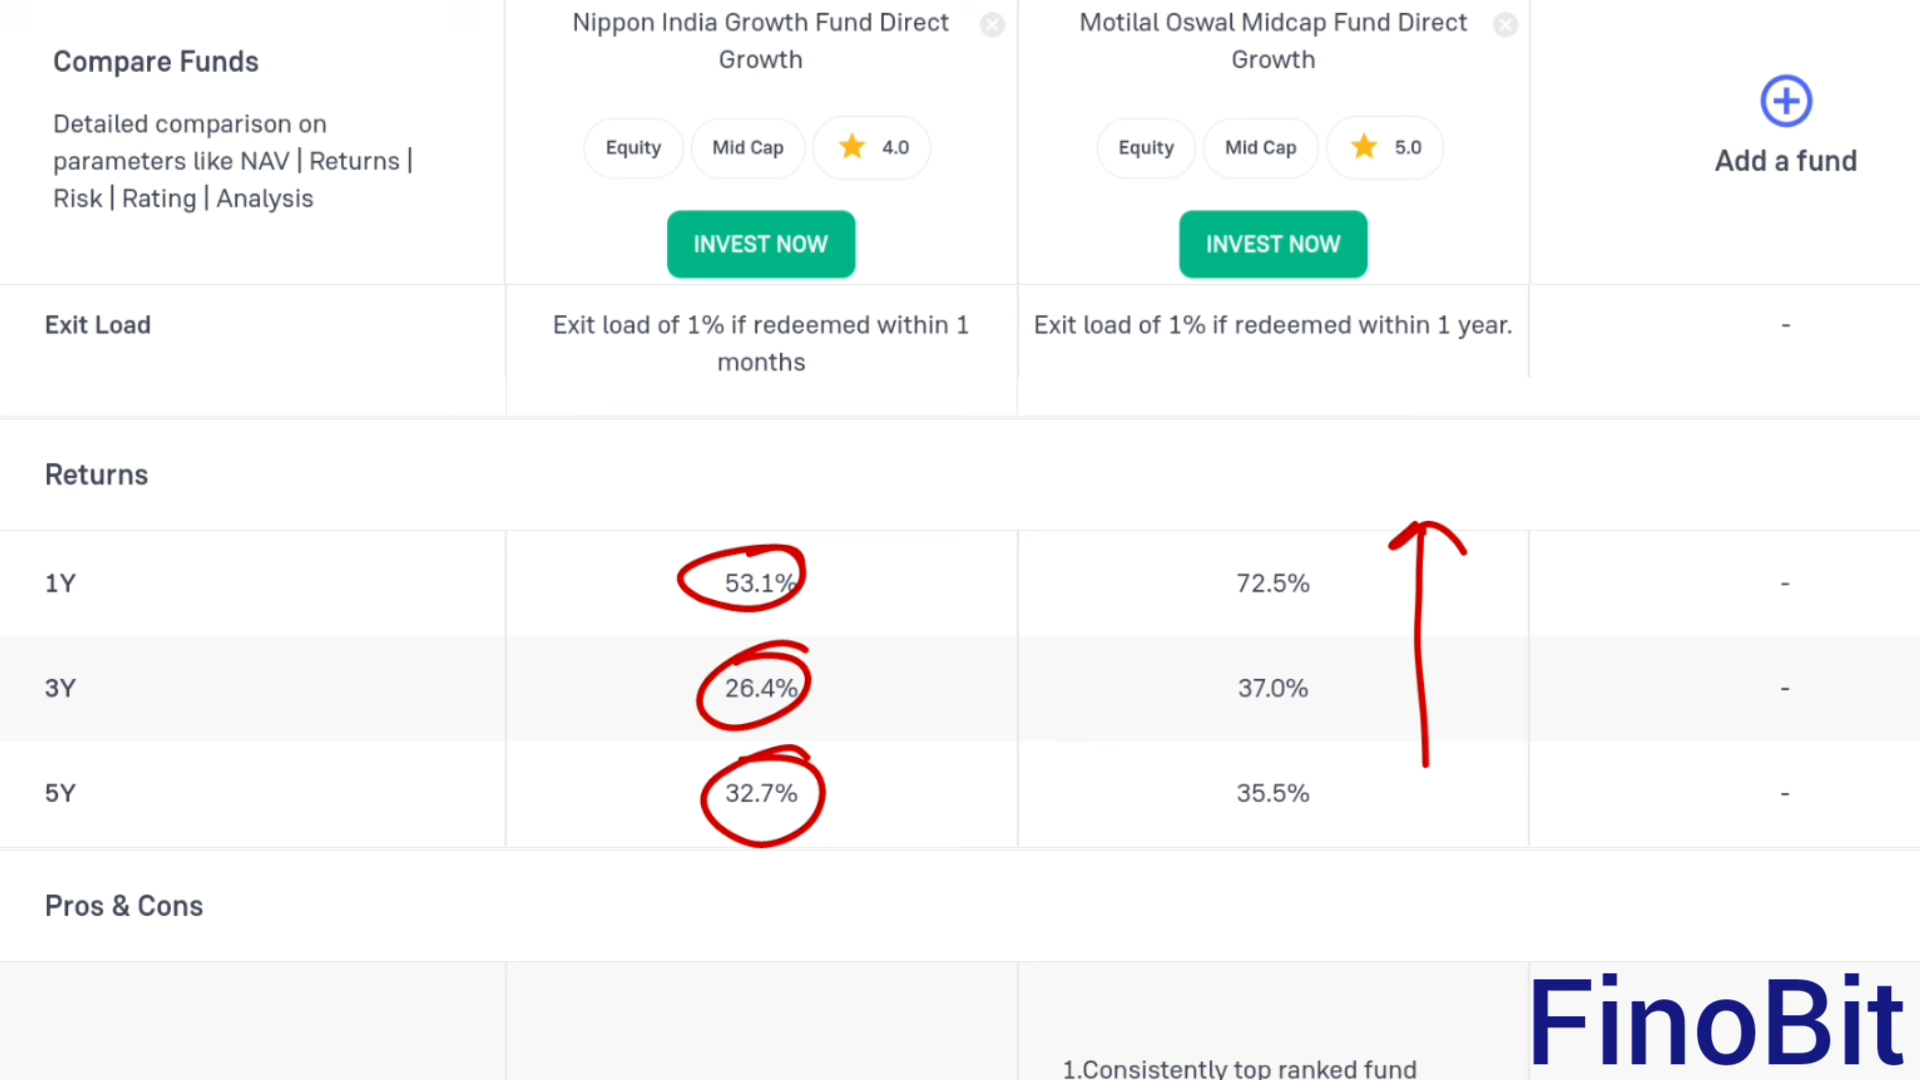 Compare Funds
Detailed comparison on
parameters like NAV | Returns |
Risk | Rating | Analysis
Nippon India Growth Fund Direct
Growth
Equity
Mid Cap
4.0
INVEST NOW
Motilal Oswal Midcap Fund Direct
Growth
Equity
Mid Cap
5.0
INVEST NOW
Add a fund
Exit Load
Exit load of 1% if redeemed within 1
months
Exit load of 1% if redeemed within 1 year.
-
Returns
1Y
53.1%
72.5%
-
3Y
26.4%
37.0%
-
5Y
32.7%
35.5%
-
Pros & Cons
1.Consistently top ranked fund
FinoBit